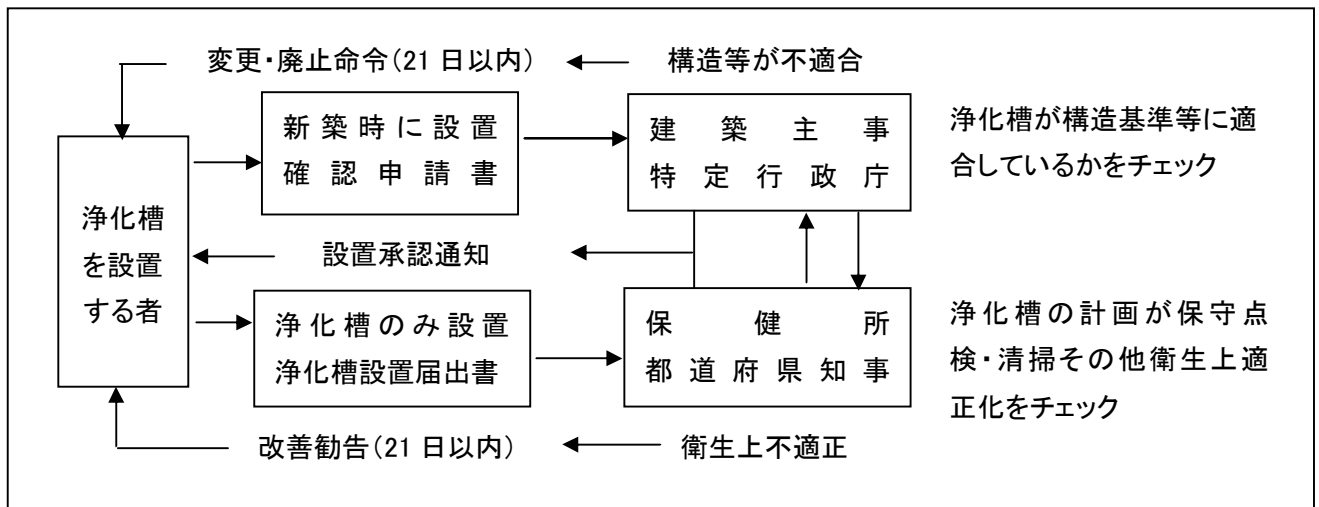 変更・廃止命令(21日以内)
構造等が不適合
新築時に設置
確認申請書
建築主事
特定行政庁
浄化槽が構造基準等に適
合しているかをチェック
浄化槽
を設置
する者
設置承認通知
浄化槽のみ設置
浄化槽設置届出書
保健所
都道府県知事
浄化槽の計画が保守点
検・清掃その他衛生上適
正化をチェック
改善勧告(21日以内)
衛生上不適正